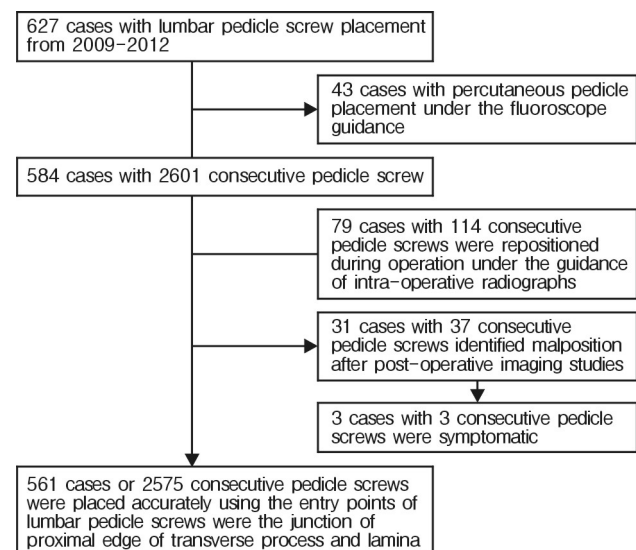 627 cases with lumbar pedicle screw placement
from 2009-2012
43 cases with percutaneous pedicle
placement under the fluoroscope
guidance
584 cases with 2601 consecutive pedicle screw
79 cases with 114 consecutive
pedicle screws were repositioned
during operation under the guidance
of intra-operative radiographs
31 cases with 37 consecutive
pedicle screws identified malposition
after post-operative imaging studies
3 cases with 3 consecutive pedicle
screws were symptomatic
561 cases or 2575 consecutive pedicle screws
were placed accurately using the entry points of
lumbar pedicle screws were the junction of
proximal edge of transverse process and lamina